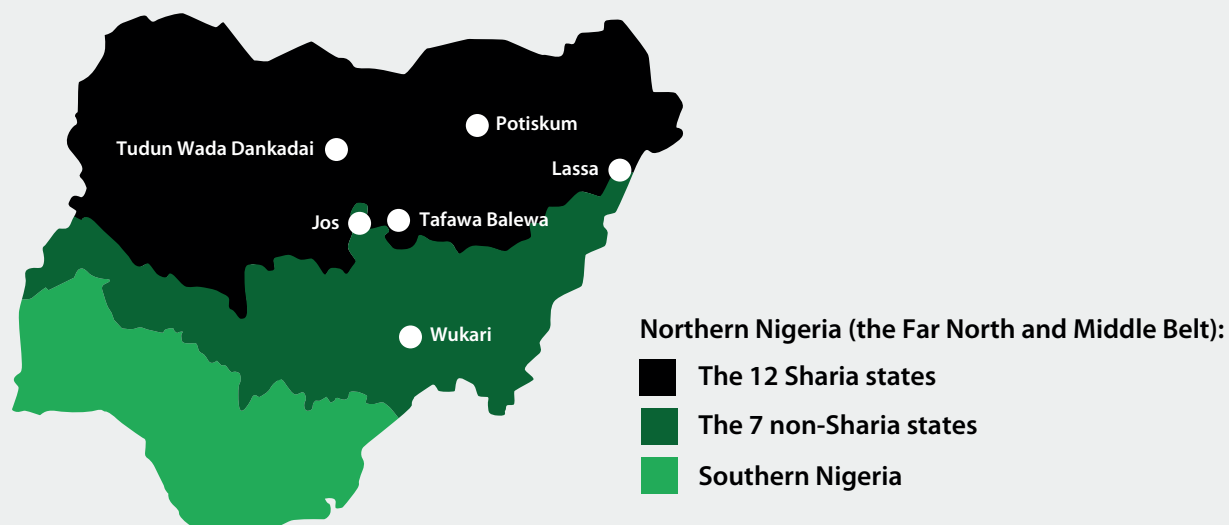 Potiskum
Tudun Wada Dankadai
Lassa
Jos
Tafawa Balewa
Wukari
Northern Nigeria (the Far North and Middle Belt):
The 12 Sharia states
The 7 non-Sharia states
Southern Nigeria